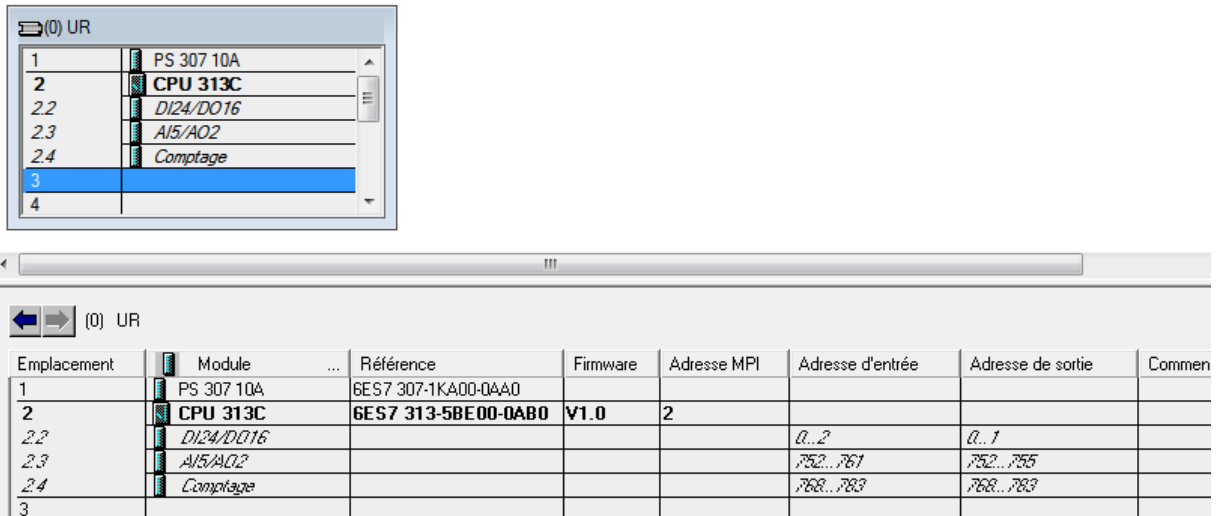 (0) UR
1 PS 307 10A
2 CPU 313C
2.2 DI24/DO16
2.3 AI5/AO2
2.4 Comptage
3
4
(0) UR
Emplacement Module ... Référence Firmware Adresse MPI Adresse d'entrée Adresse de sortie Commen
1 PS 307 10A 6ES7 307-1KA00-0AA0
2 CPU 313C 6ES7 313-5BE00-0AB0 V1.0 2
2.2 DI24/DO16 0...2 0...1
2.3 AI5/AO2 752...761 752...755
2.4 Comptage 768...783 768...783
3